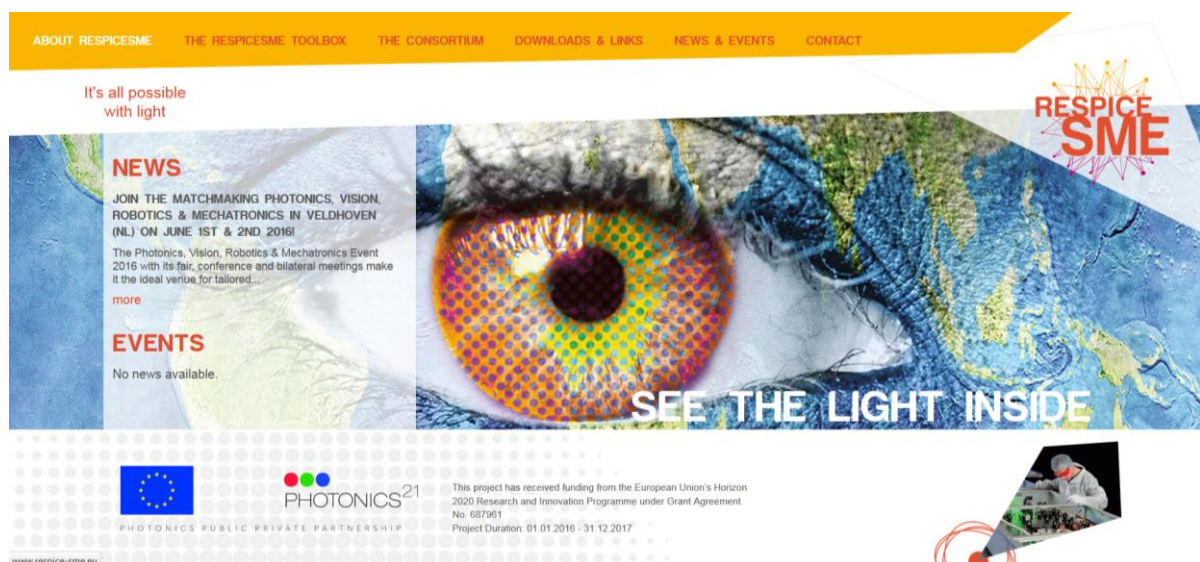 ABOUT RESPICESME THE RESPICESME TOOLBOX THE CONSORTIUM DOWNLOADS & LINKS NEWS & EVENTS CONTACT
It's all possible
with light
RESPICE
SME
NEWS
JOIN THE MATCHMAKING PHOTONICS, VISION,
ROBOTICS & MECHATRONICS IN VELDHOVEN
(NL) ON JUNE 1ST & 2ND 2016!
The Photonics, Vision, Robotics & Mechatronics Event
2016 with its fair, conference and bilateral meetings make
it the ideal venue for tailored...
more
EVENTS
No news available.
SEE THE LIGHT INSIDE
PHOTONICS21
PHOTONICS PUBLIC PRIVATE PARTNERSHIP
This project has received funding from the European Union's Horizon
2020 Research and Innovation Programme under Grant Agreement
No. 687961
Project Duration: 01.01.2016 - 31.12.2017
www.respice-sme.eu